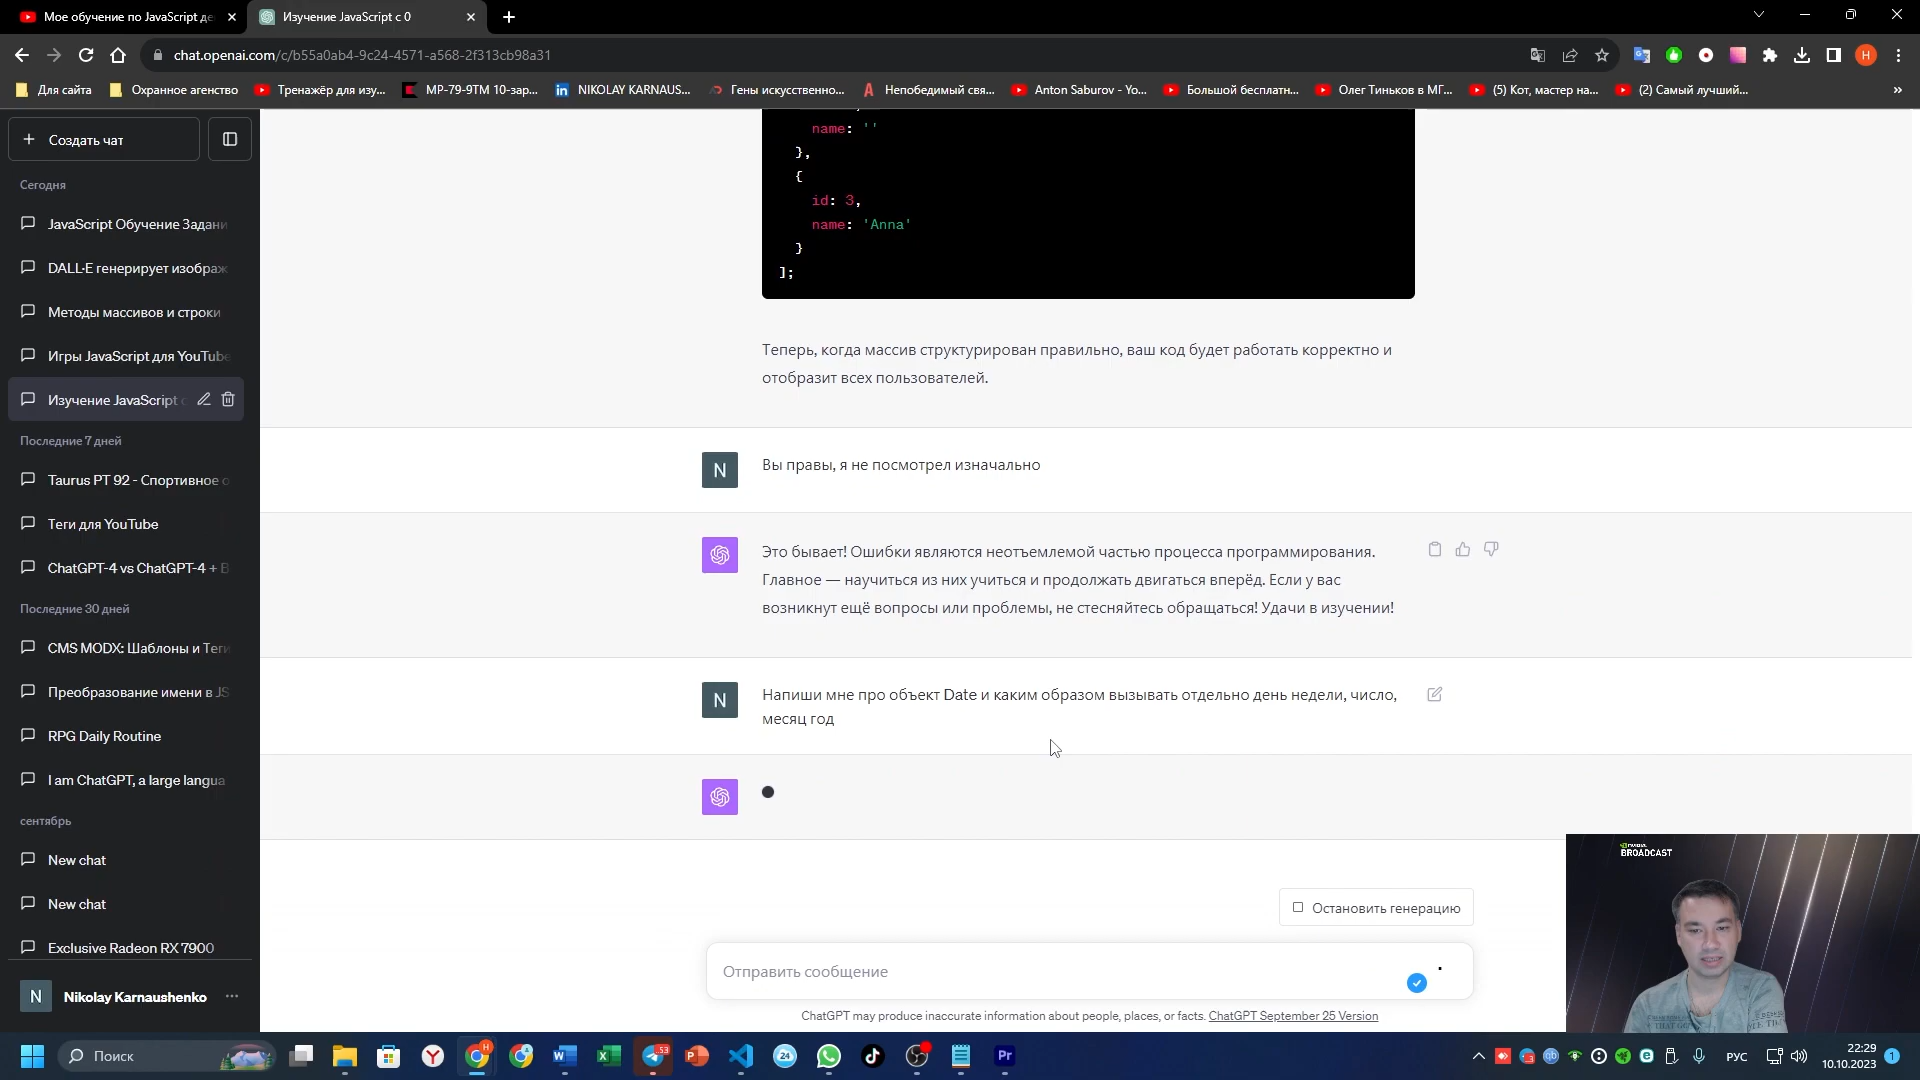 Мое обучение по JavaScript де
Изучение JavaScript с 0
chat.openai.com/c/b55a0ab4-9c24-4571-a568-2f313cb98a31
Для сайта
Охранное агенство
Тренажёр для изу...
MP-79-9TM 10-зар...
NIKOLAY KARNAUS...
Гены искусственно...
Непобедимый свя...
Anton Saburov - Yo...
Большой бесплатн...
Олег Тиньков в МГ...
(5) Кот, мастер на...
(2) Самый лучший...
Создать чат
Сегодня
JavaScript Обучение Задани
DALL-E генерирует изображ
Методы массивов и строки
Игры JavaScript для YouTube
Изучение JavaScript с
Последние 7 дней
Taurus PT 92 - Спортивное о
Теги для YouTube
ChatGPT-4 vs ChatGPT-4 + B
Последние 30 дней
CMS MODX: Шаблоны и Теги
Преобразование имени в JS
RPG Daily Routine
I am ChatGPT, a large langua
сентябрь
New chat
New chat
Exclusive Radeon RX 7900
N
Nikolay Karnaushenko
name: ''
},
{
id: 3,
name: 'Anna'
}
];
Теперь, когда массив структурирован правильно, ваш код будет работать корректно и
отобразит всех пользователей.
N
Вы правы, я не посмотрел изначально
Это бывает! Ошибки являются неотъемлемой частью процесса программирования.
Главное — научиться из них учиться и продолжать двигаться вперёд. Если у вас
возникнут ещё вопросы или проблемы, не стесняйтесь обращаться! Удачи в изучении!
N
Напиши мне про объект Date и каким образом вызывать отдельно день недели, число,
месяц год
Остановить генерацию
Отправить сообщение
ChatGPT may produce inaccurate information about people, places, or facts. ChatGPT September 25 Version
NVIDIA
BROADCAST
Поиск
53
24
РУС
22:29
10.10.2023
1